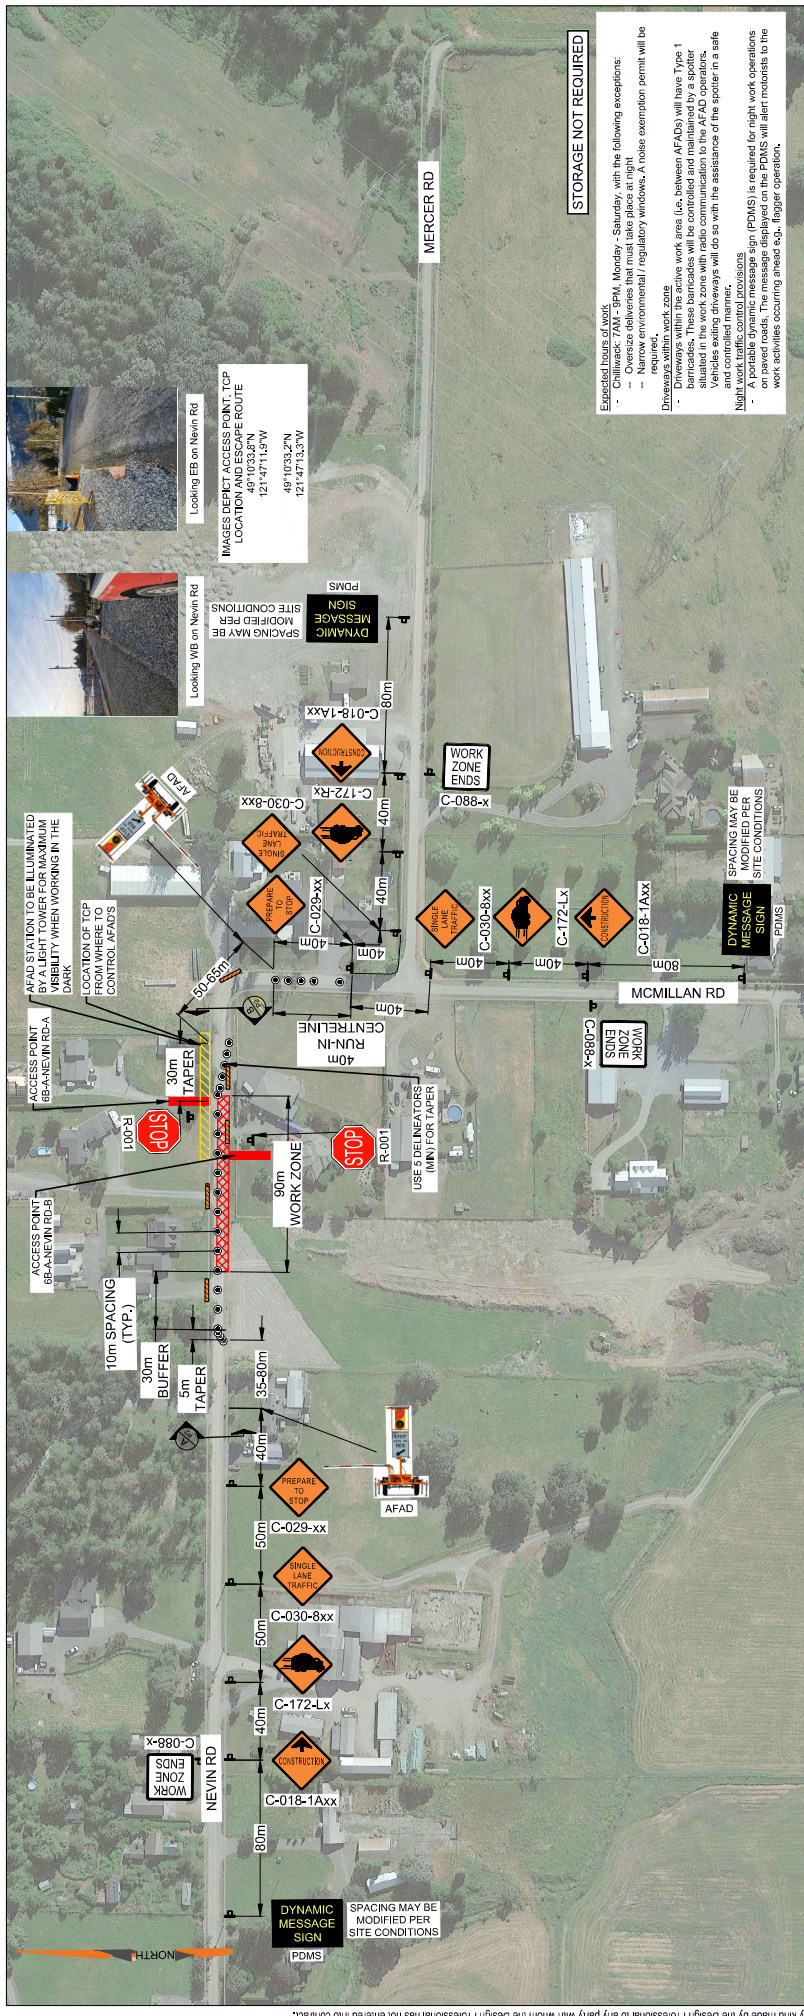 NORTH
DYNAMIC
MESSAGE
SIGN
PDMS
SPACING MAY BE
MODIFIED PER
SITE CONDITIONS
80m
NEVIN RD
WORK
ZONE
ENDS
C-088-x
CONSTRUCTION
C-018-1Axx
40m
C-172-Lx
50m
SINGLE
LANE
TRAFFIC
C-030-8xx
50m
PREPARE
TO
STOP
C-029-xx
40m
AFAD
35-80m
5m
TAPER
30m
BUFFER
10m SPACING
(TYP.)
ACCESS POINT
6B-A-NEVIN RD-B
90m
WORK ZONE
STOP
R-001
STOP
R-001
USE 5 DELINEATORS
(MIN) FOR TAPER
30m
TAPER
ACCESS POINT
6B-A-NEVIN RD-A
LOCATION OF TCP
FROM WHERE TO
CONTROL AFAD'S
AFAD STATION TO BE ILLUMINATED
BY A LIGHT TOWER FOR MAXIMUM
VISIBILITY WHEN WORKING IN THE
DARK
50-65m
AFAD
40m
RUN-IN
CENTRELINE
40m
40m
40m
PREPARE
TO
STOP
C-029-xx
SINGLE
LANE
TRAFFIC
C-030-8xx
40m
C-172-Rx
40m
CONSTRUCTION
C-018-1Axx
80m
DYNAMIC
MESSAGE
SIGN
PDMS
SPACING MAY BE
MODIFIED PER
SITE CONDITIONS
WORK
ZONE
ENDS
C-088-x
MCMILLAN RD
WORK
ZONE
ENDS
C-088-x
SINGLE
LANE
TRAFFIC
C-030-8xx
40m
C-172-Lx
40m
CONSTRUCTION
C-018-1Axx
80m
DYNAMIC
MESSAGE
SIGN
PDMS
SPACING MAY BE
MODIFIED PER
SITE CONDITIONS
Looking WB on Nevin Rd
Looking EB on Nevin Rd
IMAGES DEPICT ACCESS POINT, TCP
LOCATION AND ESCAPE ROUTE
49°10'33.8"N
121°47'11.9"W
49°10'33.2"N
121°47'13.3"W
MERCER RD
STORAGE NOT REQUIRED
Expected hours of work
- Chilliwack: 7AM - 9PM, Monday - Saturday, with the following exceptions:
-- Oversize deliveries that must take place at night
-- Narrow environmental / regulatory windows. A noise exemption permit will be
required.
Driveways within work zone
- Driveways within the active work area (i.e. between AFADs) will have Type 1
barricades. These barricades will be controlled and maintained by a spotter
situated in the work zone with radio communication to the AFAD operators.
Vehicles exiting driveways will do so with the assistance of the spotter in a safe
and controlled manner.
Night work traffic control provisions
- A portable dynamic message sign (PDMS) is required for night work operations
on paved roads. The message displayed on the PDMS will alert motorists to the
work activities occurring ahead e.g., flagger operation.